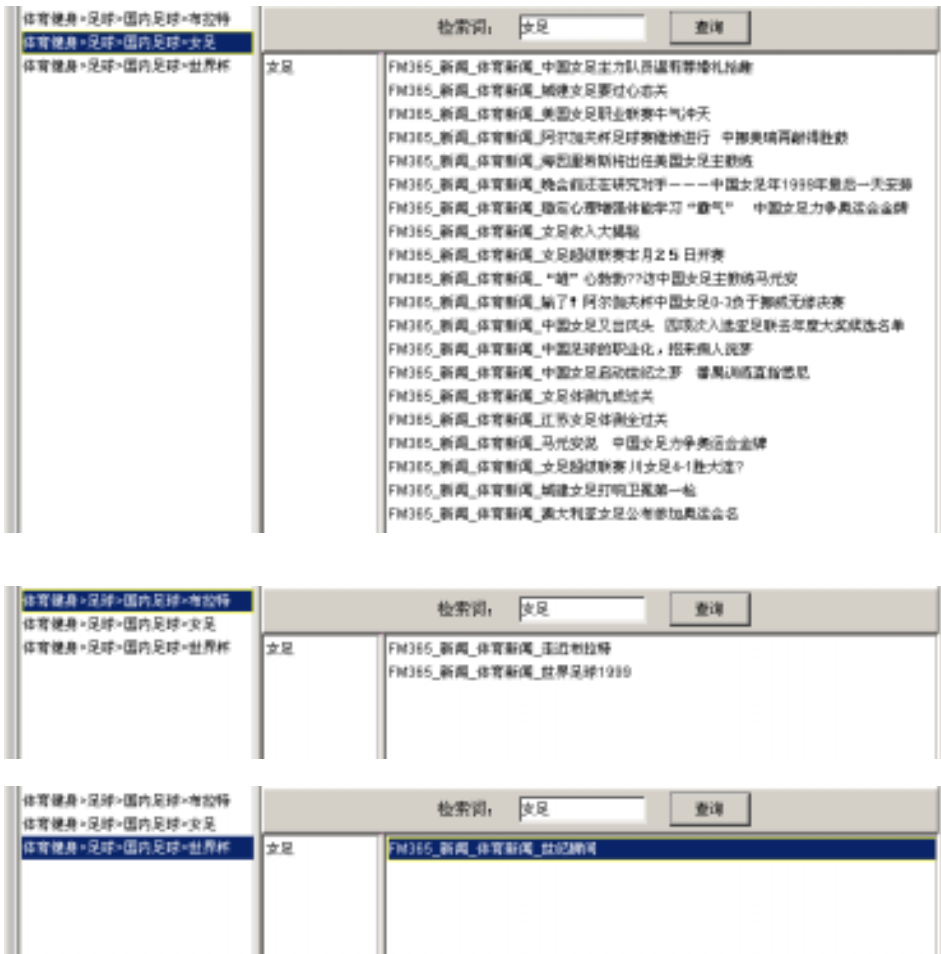 体育健身>足球>国内足球>布拉特
体育健身>足球>国内足球>女足
体育健身>足球>国内足球>世界杯
检索词: 女足 查询
女足
FM365_新闻_体育新闻_中国女足主力队员温莉蓉婚礼拾趣
FM365_新闻_体育新闻_城建女足要过心态关
FM365_新闻_体育新闻_美国女足职业联赛牛气冲天
FM365_新闻_体育新闻_阿尔加夫杯足球赛继续进行 中挪美瑞再耐得胜鼓
FM365_新闻_体育新闻_海因里希斯将出任美国女足主教练
FM365_新闻_体育新闻_晚会前还在研究对手———中国女足年1999年最后一天安排
FM365_新闻_体育新闻_稳定心理增强体能学习“霸气” 中国女足力争奥运会金牌
FM365_新闻_体育新闻_女足收入大揭秘
FM365_新闻_体育新闻_女足超级联赛本月25日开赛
FM365_新闻_体育新闻_“雄”心勃勃??访中国女足主教练马元安
FM365_新闻_体育新闻_输了!阿尔加夫杯中国女足0-3负于挪威无缘决赛
FM365_新闻_体育新闻_中国女足又出风头 四项次入选亚足联去年度大奖候选名单
FM365_新闻_体育新闻_中国足球的职业化，招来痴人说梦
FM365_新闻_体育新闻_中国女足启动世纪之梦 番禺训练直指悉尼
FM365_新闻_体育新闻_女足体测九成过关
FM365_新闻_体育新闻_江苏女足体测全过关
FM365_新闻_体育新闻_马元安说 中国女足力争奥运会金牌
FM365_新闻_体育新闻_女足超级联赛 川女足4-1胜大连?
FM365_新闻_体育新闻_城建女足打响卫冕第一枪
FM365_新闻_体育新闻_澳大利亚女足公布参加奥运会名
体育健身>足球>国内足球>布拉特
体育健身>足球>国内足球>女足
体育健身>足球>国内足球>世界杯
检索词: 女足 查询
女足
FM365_新闻_体育新闻_走近布拉特
FM365_新闻_体育新闻_世界足球1999
体育健身>足球>国内足球>布拉特
体育健身>足球>国内足球>女足
体育健身>足球>国内足球>世界杯
检索词: 女足 查询
女足
FM365_新闻_体育新闻_世纪瞬间